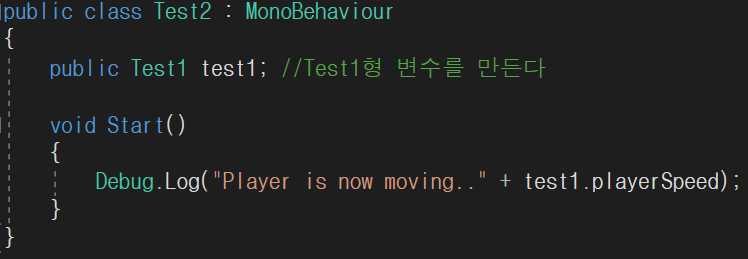 public class Test2 : MonoBehaviour
{
public Test1 test1; //Test1형 변수를 만든다
void Start()
{
Debug.Log("Player is now moving.." + test1.playerSpeed);
}
}